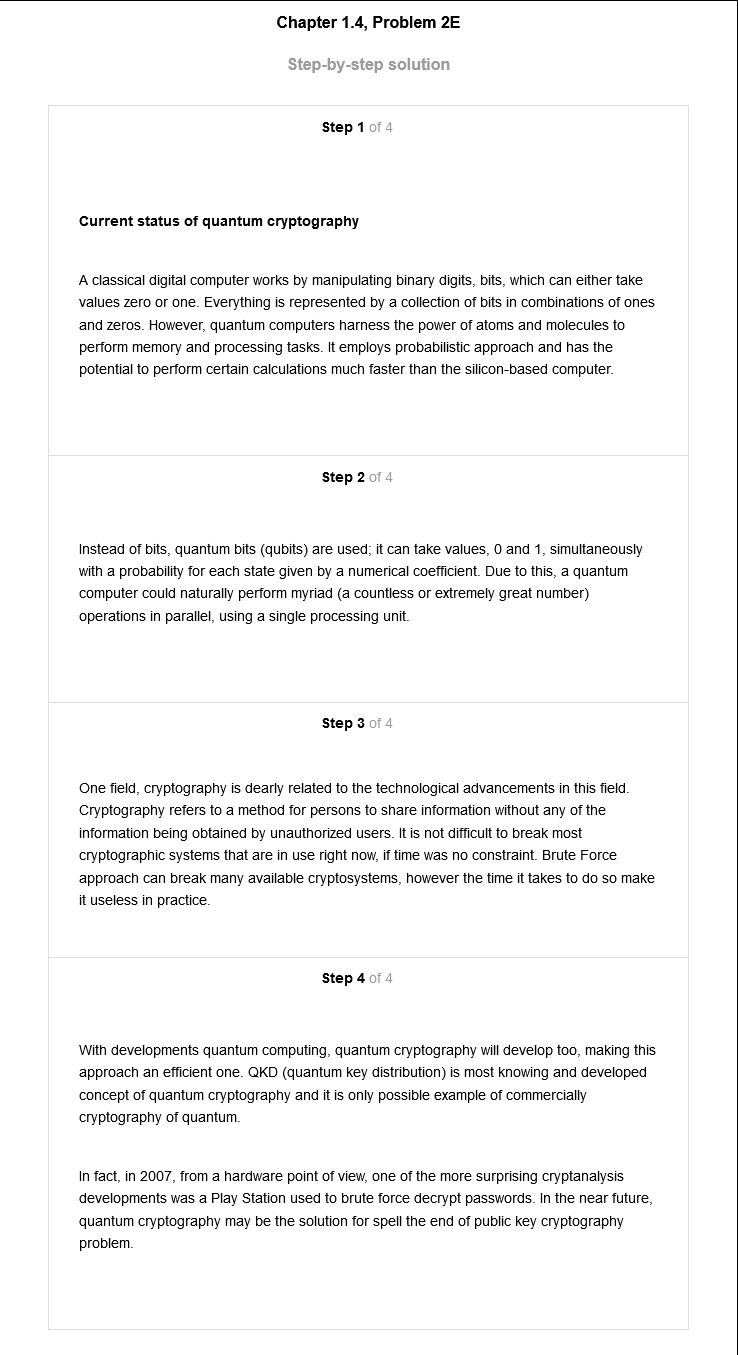 Chapter 1.4, Problem 2E
Step-by-step solution
Step 1 of 4
Current status of quantum cryptography
A classical digital computer works by manipulating binary digits, bits, which can either take
values zero or one. Everything is represented by a collection of bits in combinations of ones
and zeros. However, quantum computers harness the power of atoms and molecules to
perform memory and processing tasks. It employs probabilistic approach and has the
potential to perform certain calculations much faster than the silicon-based computer.
Step 2 of 4
Instead of bits, quantum bits (qubits) are used; it can take values, 0 and 1, simultaneously
with a probability for each state given by a numerical coefficient. Due to this, a quantum
computer could naturally perform myriad (a countless or extremely great number)
operations in parallel, using a single processing unit.
Step 3 of 4
One field, cryptography is dearly related to the technological advancements in this field.
Cryptography refers to a method for persons to share information without any of the
information being obtained by unauthorized users. It is not difficult to break most
cryptographic systems that are in use right now, if time was no constraint. Brute Force
approach can break many available cryptosystems, however the time it takes to do so make
it useless in practice.
Step 4 of 4
With developments quantum computing, quantum cryptography will develop too, making this
approach an efficient one. QKD (quantum key distribution) is most knowing and developed
concept of quantum cryptography and it is only possible example of commercially
cryptography of quantum.
In fact, in 2007, from a hardware point of view, one of the more surprising cryptanalysis
developments was a Play Station used to brute force decrypt passwords. In the near future,
quantum cryptography may be the solution for spell the end of public key cryptography
problem.